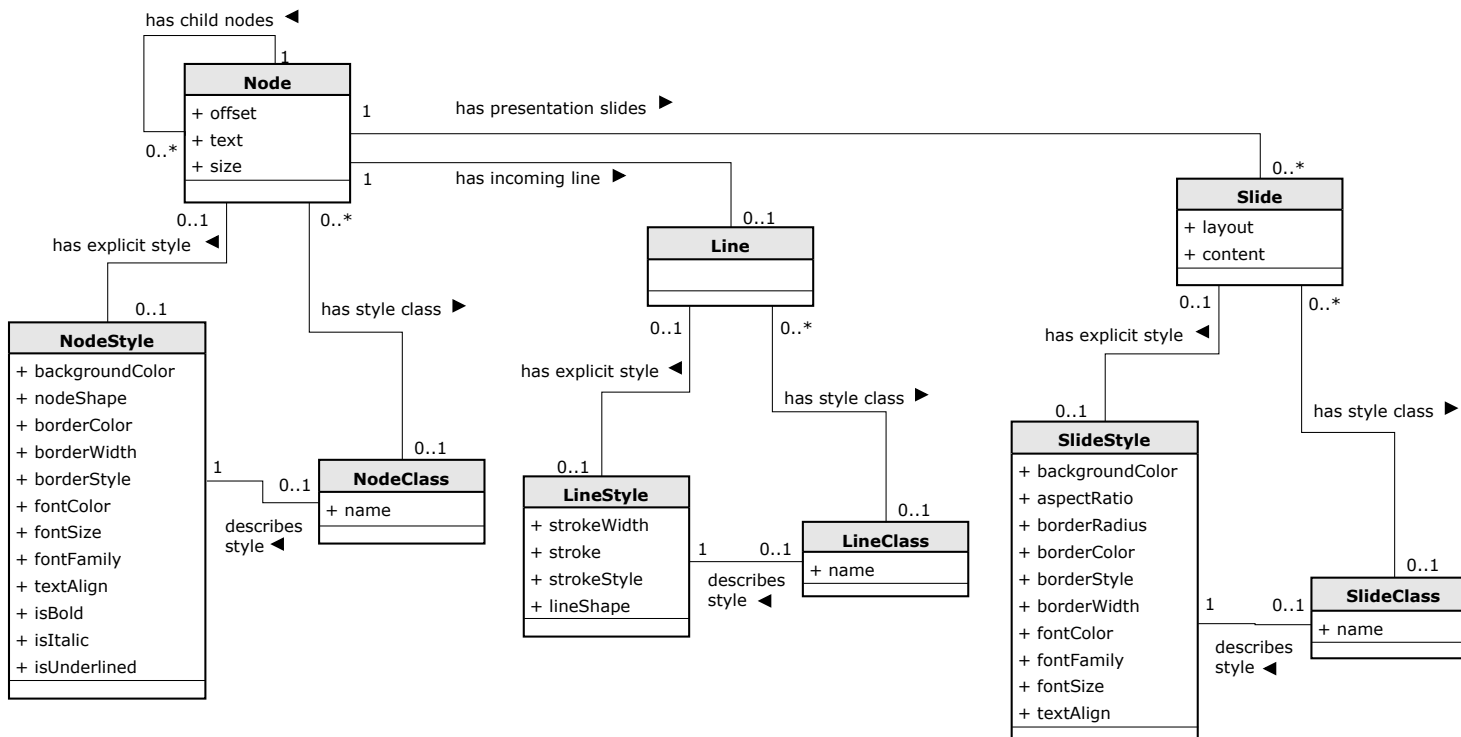 has child nodes ◄
1
Node
+ offset
+ text
+ size
0..*
1
has presentation slides ►
0..*
1
has incoming line ►
0..1
0..1
has explicit style ◄
0..1
0..*
has style class ►
0..1
NodeStyle
+ backgroundColor
+ nodeShape
+ borderColor
+ borderWidth
+ borderStyle
+ fontColor
+ fontSize
+ fontFamily
+ textAlign
+ isBold
+ isItalic
+ isUnderlined
1
0..1
describes
style ◄
NodeClass
+ name
Line
0..1
has explicit style ◄
0..1
0..*
has style class ►
0..1
LineStyle
+ strokeWidth
+ stroke
+ strokeStyle
+ lineShape
1
0..1
describes
style ◄
LineClass
+ name
Slide
+ layout
+ content
0..1
has explicit style ◄
0..1
0..*
has style class ►
0..1
SlideStyle
+ backgroundColor
+ aspectRatio
+ borderRadius
+ borderColor
+ borderStyle
+ borderWidth
+ fontColor
+ fontFamily
+ fontSize
+ textAlign
1
0..1
describes
style ◄
SlideClass
+ name